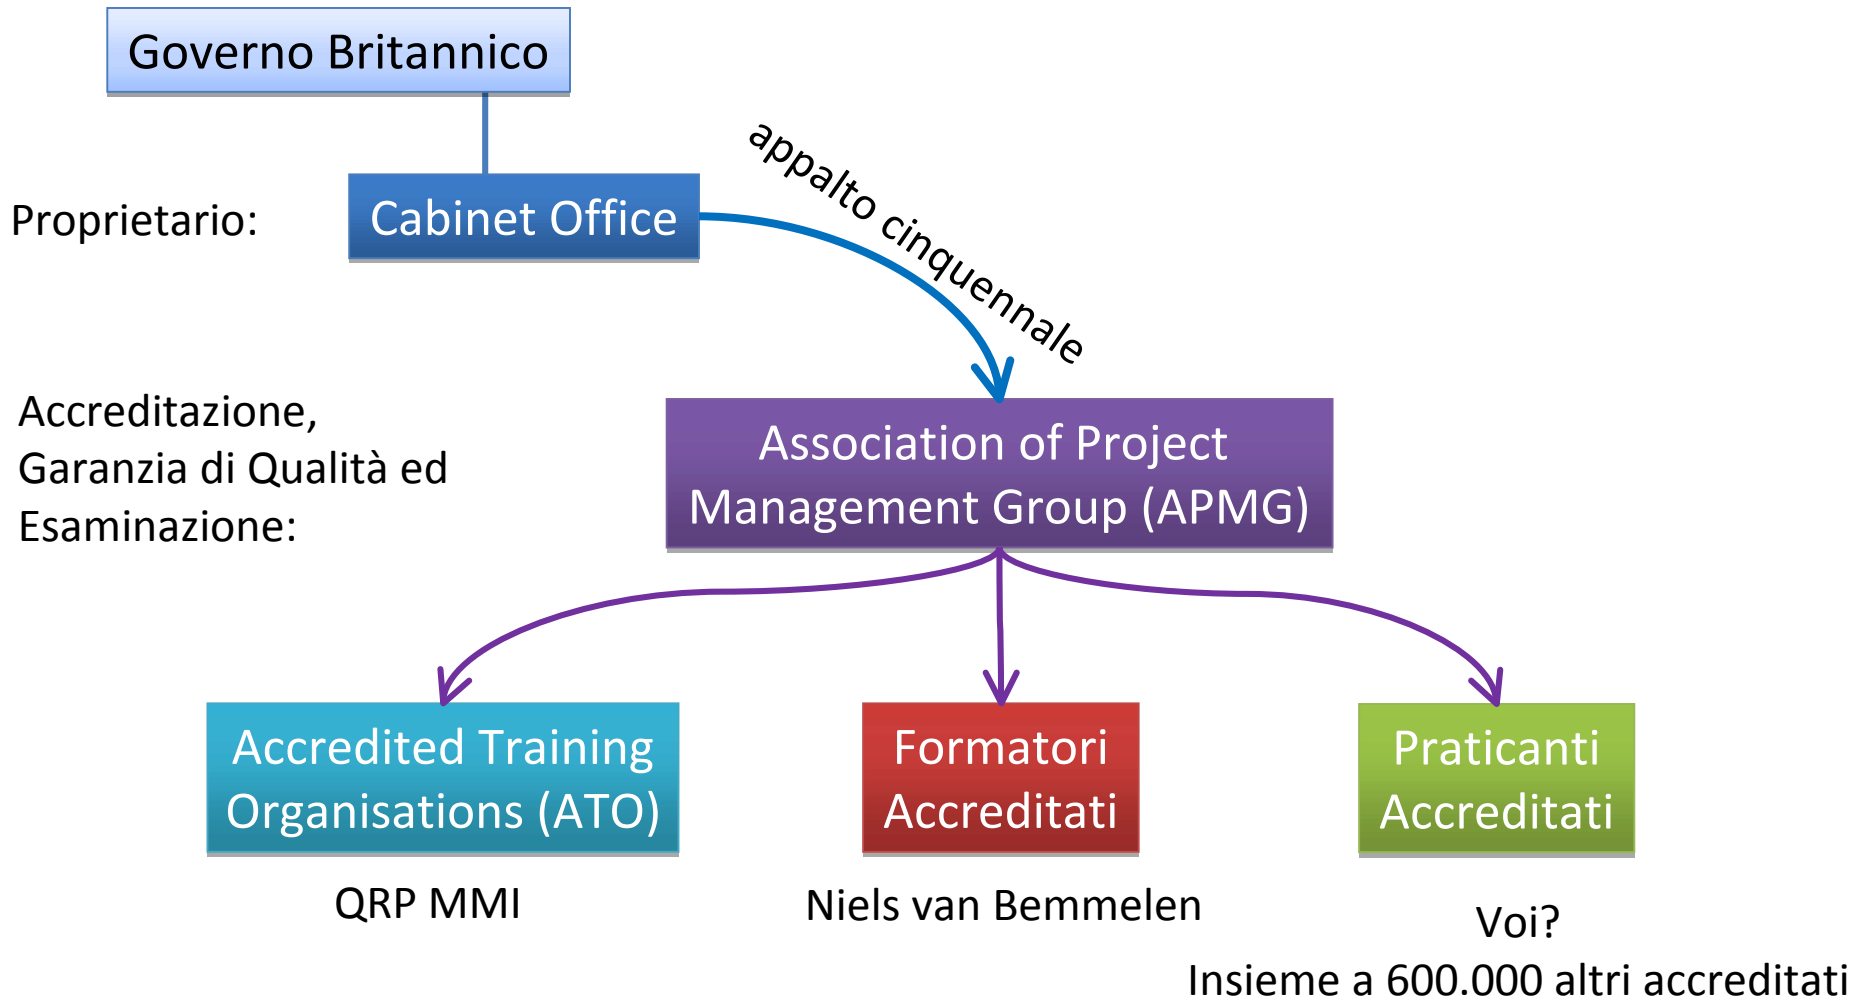 Governo Britannico
Proprietario:
Cabinet Office
appalto cinquennale
Accreditazione,
Garanzia di Qualità ed
Esaminazione:
Association of Project
Management Group (APMG)
Accredited Training
Organisations (ATO)
QRP MMI
Formatori
Accreditati
Niels van Bemmelen
Praticanti
Accreditati
Voi?
Insieme a 600.000 altri accreditati